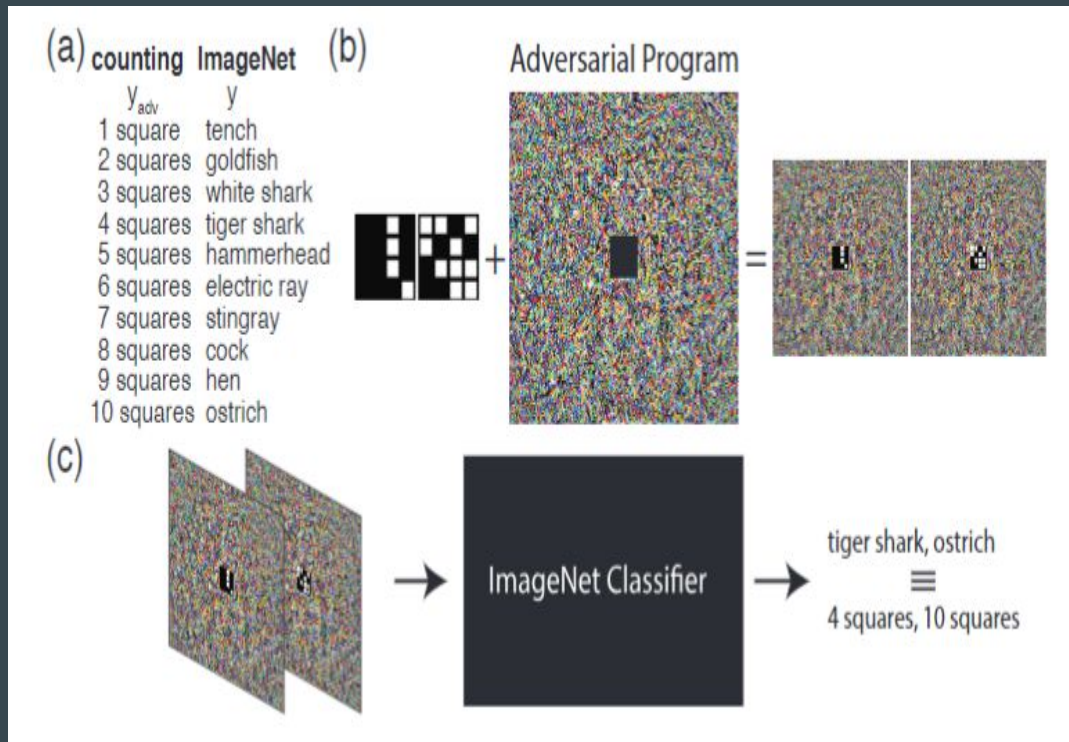 (a) counting ImageNet (b)
y_adv y
1 square tench
2 squares goldfish
3 squares white shark
4 squares tiger shark
5 squares hammerhead
6 squares electric ray
7 squares stingray
8 squares cock
9 squares hen
10 squares ostrich
Adversarial Program
+ =
(c)
ImageNet Classifier
tiger shark, ostrich
≡
4 squares, 10 squares